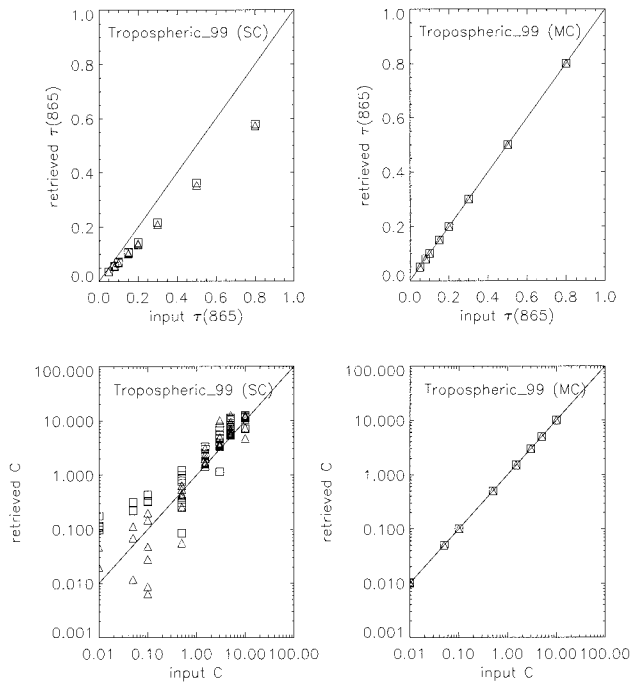 Tropospheric_99 (SC)
1.0
0.8
0.6
0.4
0.2
0.0
retrieved τ(865)
0.0 0.2 0.4 0.6 0.8 1.0
input τ(865)
Tropospheric_99 (MC)
1.0
0.8
0.6
0.4
0.2
0.0
retrieved τ(865)
0.0 0.2 0.4 0.6 0.8 1.0
input τ(865)
Tropospheric_99 (SC)
100.000
10.000
1.000
0.100
0.010
0.001
retrieved C
0.01 0.10 1.00 10.00 100.00
input C
Tropospheric_99 (MC)
100.000
10.000
1.000
0.100
0.010
0.001
retrieved C
0.01 0.10 1.00 10.00 100.00
input C